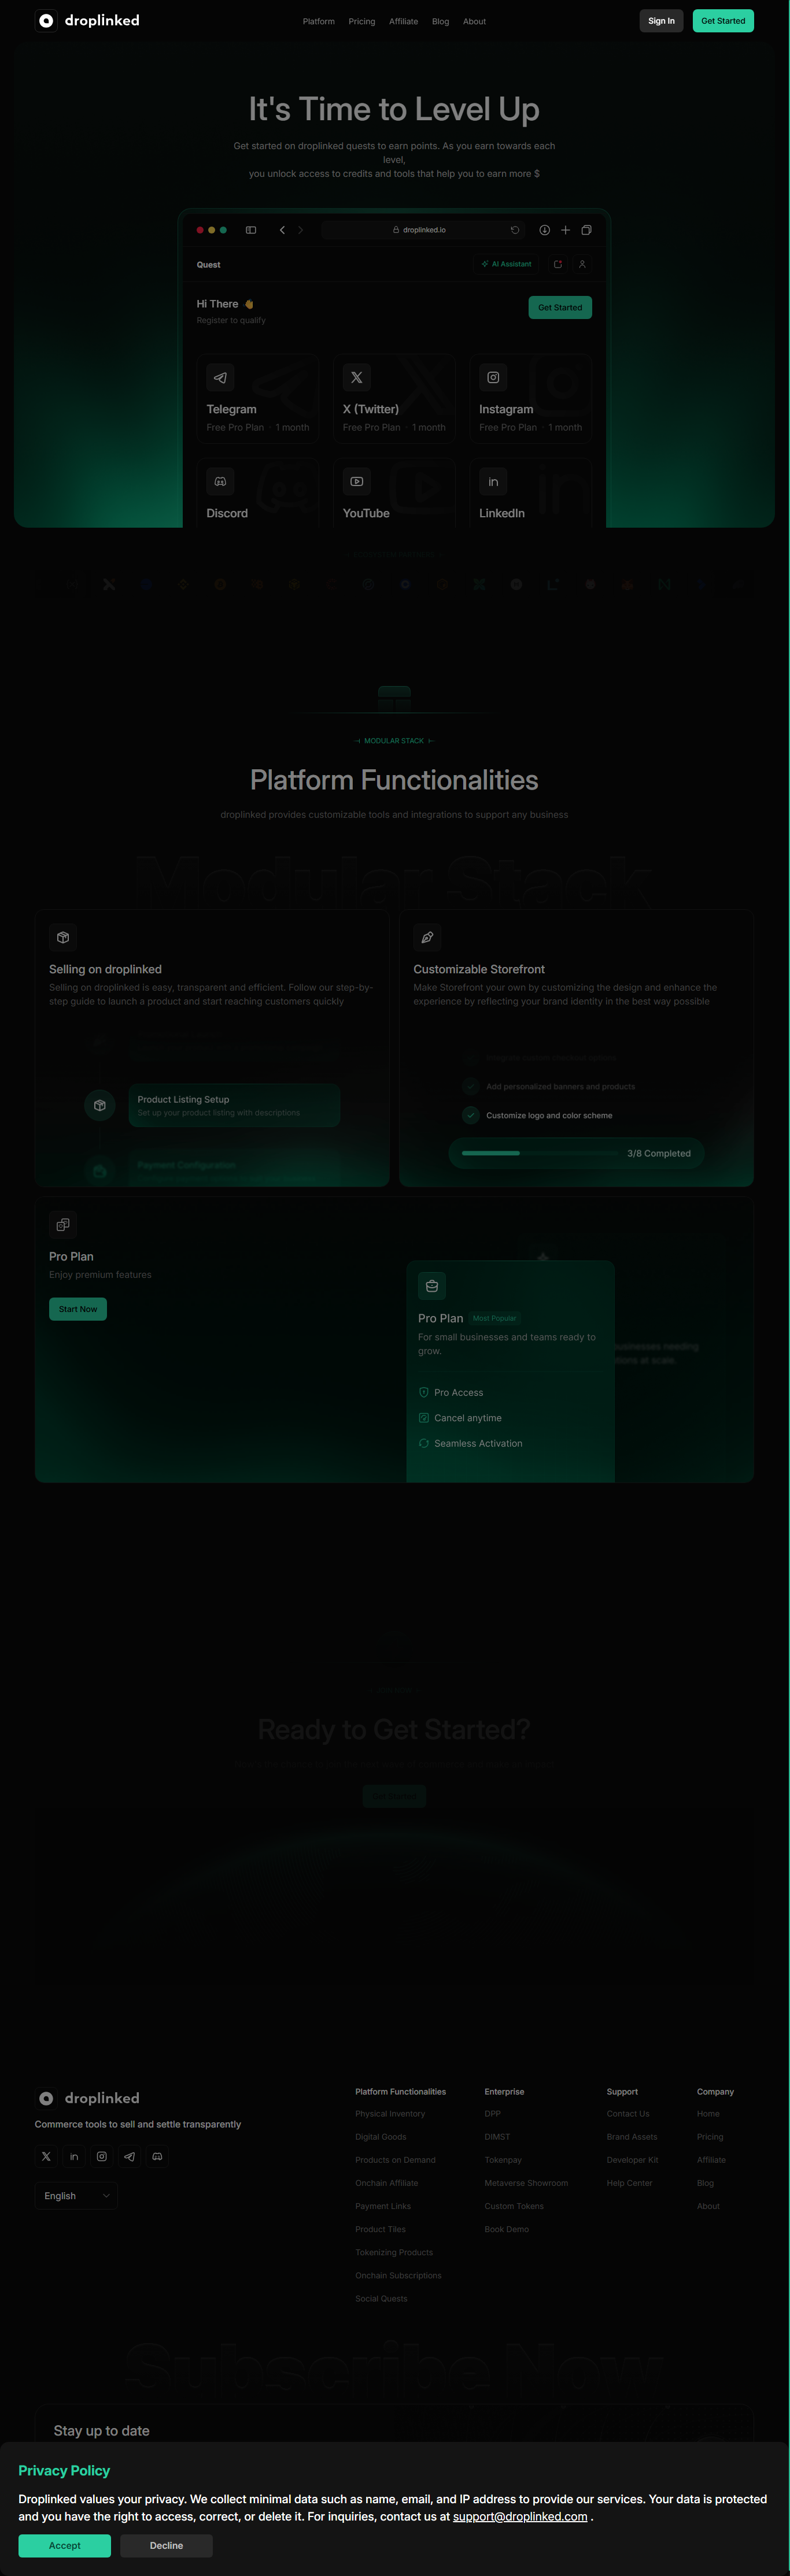 droplinked
Platform Pricing Affiliate Blog About
Sign In
Get Started
It's Time to Level Up
Get started on droplinked quests to earn points. As you earn towards each
level,
you unlock access to credits and tools that help you to earn more $
droplinked.io
Quest
AI Assistant
Hi There 👋
Register to qualify
Get Started
Telegram
Free Pro Plan · 1 month
X (Twitter)
Free Pro Plan · 1 month
Instagram
Free Pro Plan · 1 month
Discord
YouTube
LinkedIn
MODULAR STACK
Platform Functionalities
droplinked provides customizable tools and integrations to support any business
Modular Stack
Selling on droplinked
Selling on droplinked is easy, transparent and efficient. Follow our step-by-
step guide to launch a product and start reaching customers quickly
Product Listing Setup
Set up your product listing with descriptions
Payment Configuration
Customizable Storefront
Make Storefront your own by customizing the design and enhance the
experience by reflecting your brand identity in the best way possible
Add personalized banners and products
Customize logo and color scheme
3/8 Completed
Pro Plan
Enjoy premium features
Start Now
Pro Plan
Most Popular
For small businesses and teams ready to
grow.
Pro Access
Cancel anytime
Seamless Activation
businesses needing
at scale.
Ready to Get Started?
droplinked
Commerce tools to sell and settle transparently
English
Platform Functionalities
Physical Inventory
Digital Goods
Products on Demand
Onchain Affiliate
Payment Links
Product Tiles
Tokenizing Products
Onchain Subscriptions
Social Quests
Enterprise
DPP
DIMST
Tokenpay
Metaverse Showroom
Custom Tokens
Book Demo
Support
Contact Us
Brand Assets
Developer Kit
Help Center
Company
Home
Pricing
Affiliate
Blog
About
Subscribe Now
Stay up to date
Privacy Policy
Droplinked values your privacy. We collect minimal data such as name, email, and IP address to provide our services. Your data is protected
and you have the right to access, correct, or delete it. For inquiries, contact us at support@droplinked.com .
Accept
Decline